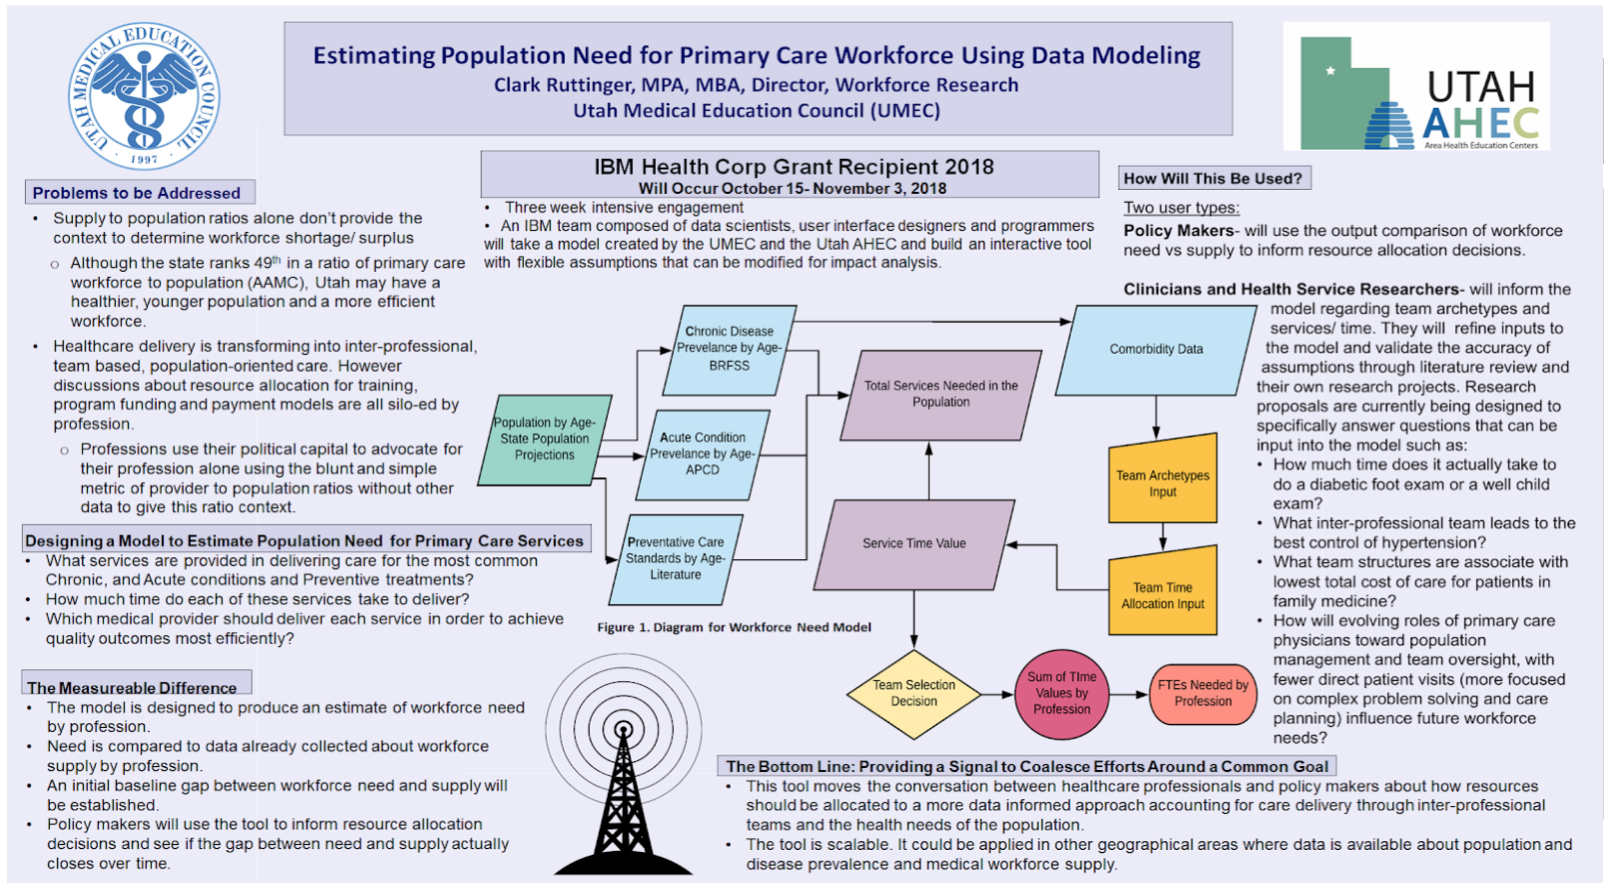 UTAH MEDICAL EDUCATION COUNCIL
· 1997 ·
Estimating Population Need for Primary Care Workforce Using Data Modeling
Clark Ruttinger, MPA, MBA, Director, Workforce Research
Utah Medical Education Council (UMEC)
UTAH
AHEC
Area Health Education Centers
Problems to be Addressed
• Supply to population ratios alone don't provide the
context to determine workforce shortage/ surplus
o Although the state ranks 49th in a ratio of primary care
workforce to population (AAMC), Utah may have a
healthier, younger population and a more efficient
workforce.
• Healthcare delivery is transforming into inter-professional,
team based, population-oriented care. However
discussions about resource allocation for training,
program funding and payment models are all silo-ed by
profession.
o Professions use their political capital to advocate for
their profession alone using the blunt and simple
metric of provider to population ratios without other
data to give this ratio context.
Designing a Model to Estimate Population Need for Primary Care Services
• What services are provided in delivering care for the most common
Chronic, and Acute conditions and Preventive treatments?
• How much time do each of these services take to deliver?
• Which medical provider should deliver each service in order to achieve
quality outcomes most efficiently?
The Measureable Difference
• The model is designed to produce an estimate of workforce need
by profession.
• Need is compared to data already collected about workforce
supply by profession.
• An initial baseline gap between workforce need and supply will
be established.
• Policy makers will use the tool to inform resource allocation
decisions and see if the gap between need and supply actually
closes over time.
IBM Health Corp Grant Recipient 2018
Will Occur October 15- November 3, 2018
• Three week intensive engagement
• An IBM team composed of data scientists, user interface designers and programmers
will take a model created by the UMEC and the Utah AHEC and build an interactive tool
with flexible assumptions that can be modified for impact analysis.
Population by Age-
State Population
Projections
Chronic Disease
Prevelance by Age-
BRFSS
Acute Condition
Prevelance by Age-
APCD
Preventative Care
Standards by Age-
Literature
Total Services Needed in the
Population
Service Time Value
Comorbidity Data
Team Archetypes
Input
Team Time
Allocation Input
Team Selection
Decision
Sum of TIme
Values by
Profession
FTEs Needed by
Profession
Figure 1. Diagram for Workforce Need Model
How Will This Be Used?
Two user types:
Policy Makers- will use the output comparison of workforce
need vs supply to inform resource allocation decisions.
Clinicians and Health Service Researchers- will inform the
model regarding team archetypes and
services/ time. They will refine inputs to
the model and validate the accuracy of
assumptions through literature review and
their own research projects. Research
proposals are currently being designed to
specifically answer questions that can be
input into the model such as:
• How much time does it actually take to
do a diabetic foot exam or a well child
exam?
• What inter-professional team leads to the
best control of hypertension?
• What team structures are associate with
lowest total cost of care for patients in
family medicine?
• How will evolving roles of primary care
physicians toward population
management and team oversight, with
fewer direct patient visits (more focused
on complex problem solving and care
planning) influence future workforce
needs?
The Bottom Line: Providing a Signal to Coalesce Efforts Around a Common Goal
• This tool moves the conversation between healthcare professionals and policy makers about how resources
should be allocated to a more data informed approach accounting for care delivery through inter-professional
teams and the health needs of the population.
• The tool is scalable. It could be applied in other geographical areas where data is available about population and
disease prevalence and medical workforce supply.